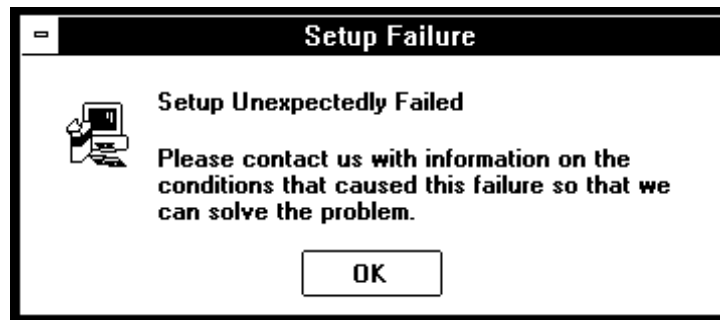 Setup Failure
Setup Unexpectedly Failed
Please contact us with information on the
conditions that caused this failure so that we
can solve the problem.
OK